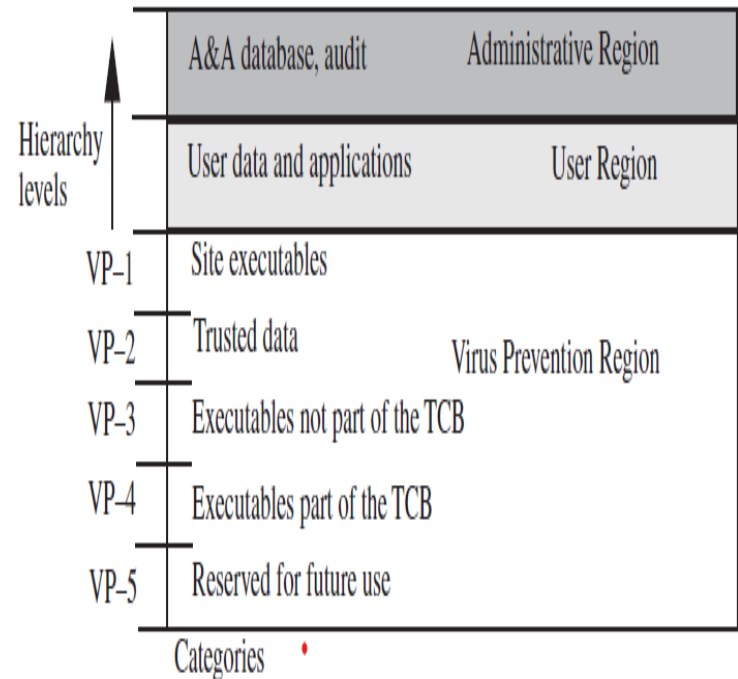 A&A database, audit Administrative Region
Hierarchy
levels
User data and applications User Region
VP–1 Site executables
VP–2 Trusted data
Virus Prevention Region
VP–3 Executables not part of the TCB
VP–4 Executables part of the TCB
VP–5 Reserved for future use
Categories